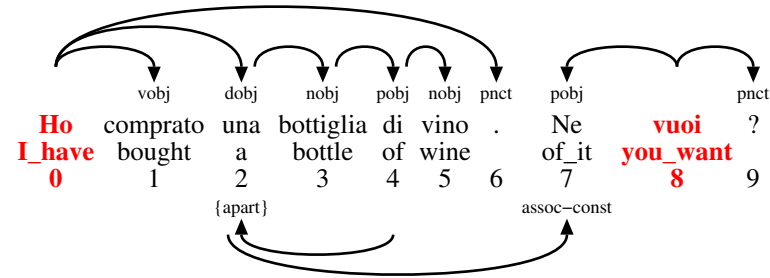 vobj dobj nobj pobj nobj pnct pobj pnct
Ho comprato una bottiglia di vino . Ne vuoi ?
I_have bought a bottle of wine of_it you_want
0 1 2 3 4 5 6 7 8 9
{apart} assoc−const